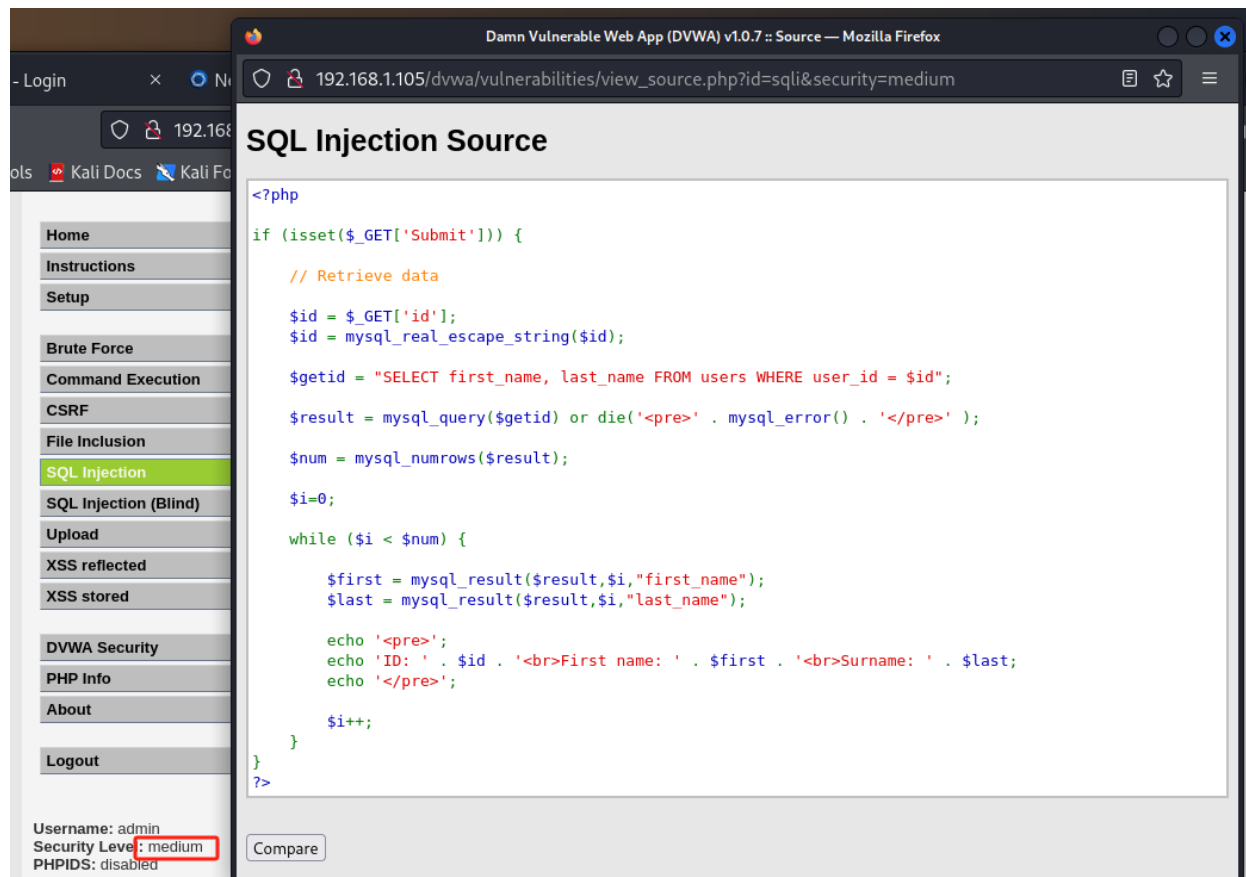 Damn Vulnerable Web App (DVWA) v1.0.7 :: Source — Mozilla Firefox
- Login
192.168.1.105/dvwa/vulnerabilities/view_source.php?id=sqli&security=medium
192.168
Kali Docs
SQL Injection Source
<?php
if (isset($_GET['Submit'])) {
// Retrieve data
$id = $_GET['id'];
$id = mysql_real_escape_string($id);
$getid = "SELECT first_name, last_name FROM users WHERE user_id = $id";
$result = mysql_query($getid) or die('<pre>' . mysql_error() . '</pre>' );
$num = mysql_numrows($result);
$i=0;
while ($i < $num) {
$first = mysql_result($result,$i,"first_name");
$last = mysql_result($result,$i,"last_name");
echo '<pre>';
echo 'ID: ' . $id . '<br>First name: ' . $first . '<br>Surname: ' . $last;
echo '</pre>';
$i++;
}
}
?>
Compare
Home
Instructions
Setup
Brute Force
Command Execution
CSRF
File Inclusion
SQL Injection
SQL Injection (Blind)
Upload
XSS reflected
XSS stored
DVWA Security
PHP Info
About
Logout
Username: admin
Security Level: medium
PHPIDS: disabled